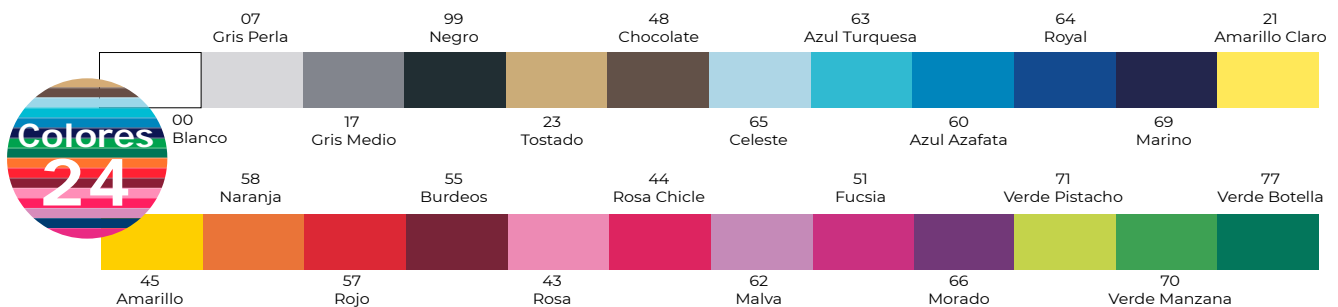 07
Gris Perla
99
Negro
48
Chocolate
63
Azul Turquesa
64
Royal
21
Amarillo Claro
Colores
24
00
Blanco
17
Gris Medio
23
Tostado
65
Celeste
60
Azul Azafata
69
Marino
58
Naranja
55
Burdeos
44
Rosa Chicle
51
Fucsia
71
Verde Pistacho
77
Verde Botella
45
Amarillo
57
Rojo
43
Rosa
62
Malva
66
Morado
70
Verde Manzana